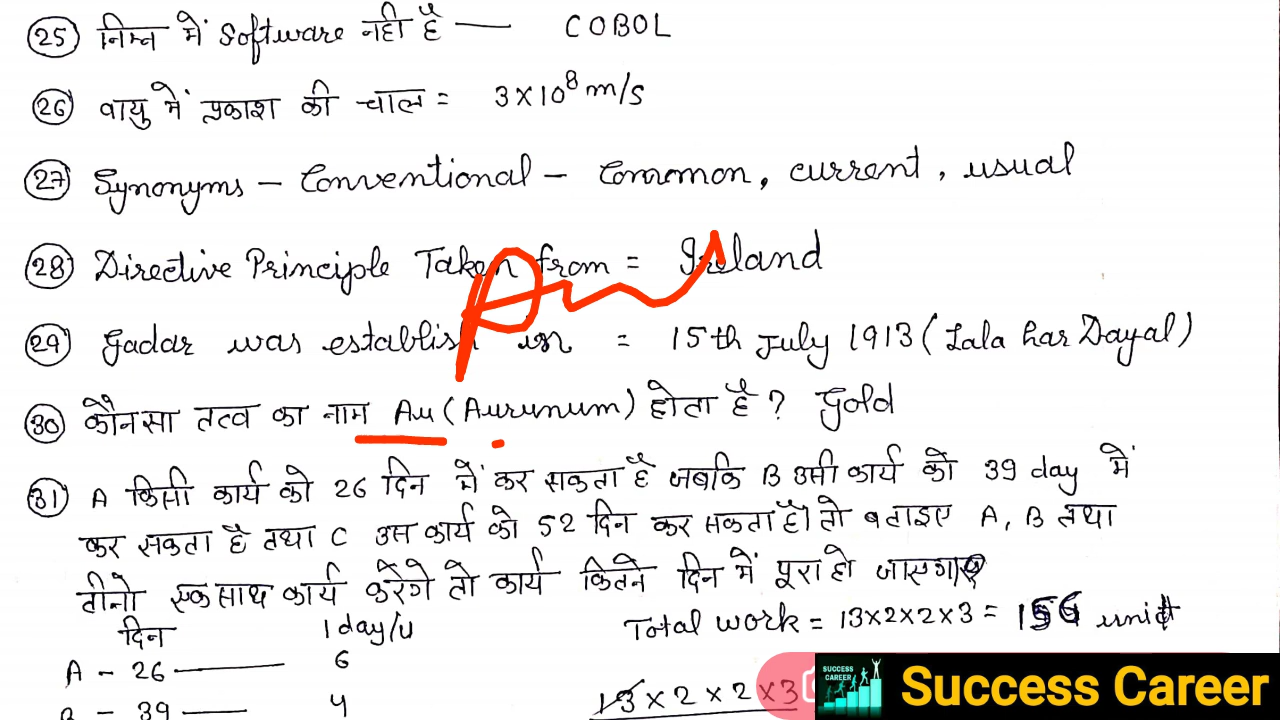 25 निम्न में Software नही है — COBOL
26 वायु में प्रकाश की चाल = 3×10⁸ m/s
27 Synonyms – Conventional – Common, current, usual
28 Directive Principle Taken from = Ireland
29 Gadar was establish in = 15th July 1913 (Lala har Dayal)
30 कौनसा तत्व का नाम Au (Aurunum) होता है ? Gold
31 A किसी कार्य को 26 दिन में कर सकता है जबकि B उसी कार्य को 39 day में
कर सकता है तथा C उस कार्य को 52 दिन कर सकता है। तो बताइए A, B तथा
तीनो एक साथ कार्य करेंगे तो कार्य कितने दिन में पूरा हो जाएगा
दिन 1 day/u
Total work = 13×2×2×3 = 156 unit
A – 26 — 6
B – 39 — 4
13 × 2 × 2 × 3
SUCCESS
CAREER
Success Career